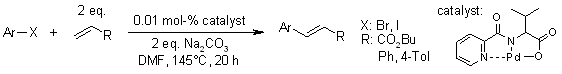 2 eq.
Ar–X + R
0.01 mol-% catalyst
2 eq. Na₂CO₃
DMF, 145°C, 20 h
Ar R
X: Br, I
R: CO₂Bu
Ph, 4-Tol
catalyst:
O
N
O
N Pd O